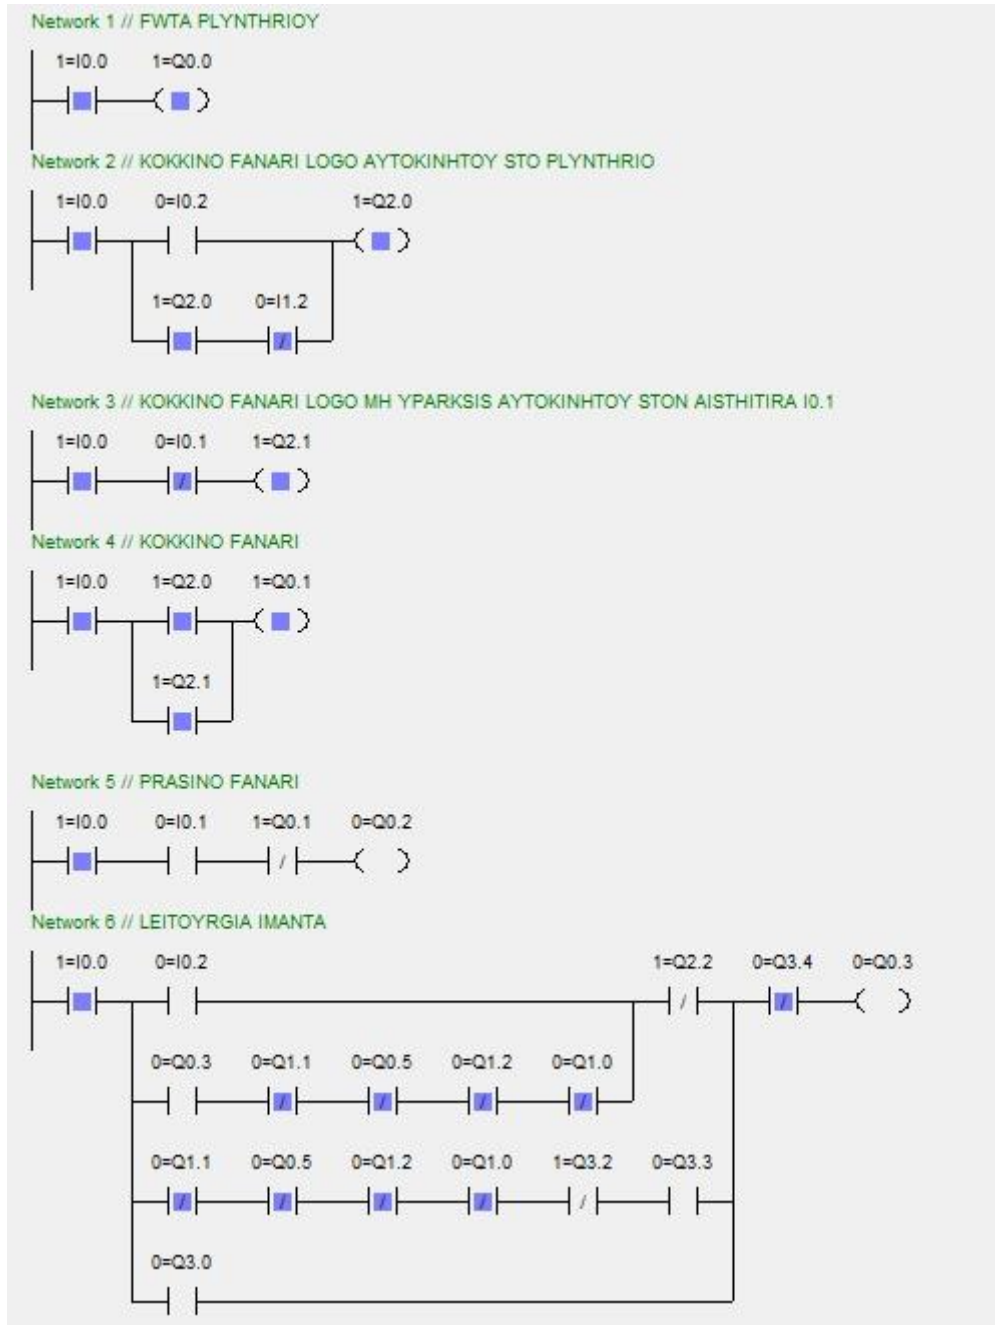 Network 1 // FWTA PLYNTHRIOY
1=I0.0 1=Q0.0
Network 2 // KOKKINO FANARI LOGO AYTOKINHTOY STO PLYNTHRIO
1=I0.0 0=I0.2 1=Q2.0
1=Q2.0 0=I1.2
Network 3 // KOKKINO FANARI LOGO MH YPARKSIS AYTOKINHTOY STON AISTHITIRA I0.1
1=I0.0 0=I0.1 1=Q2.1
Network 4 // KOKKINO FANARI
1=I0.0 1=Q2.0 1=Q0.1
1=Q2.1
Network 5 // PRASINO FANARI
1=I0.0 0=I0.1 1=Q0.1 0=Q0.2
Network 6 // LEITOYRGIA IMANTA
1=I0.0 0=I0.2 1=Q2.2 0=Q3.4 0=Q0.3
0=Q0.3 0=Q1.1 0=Q0.5 0=Q1.2 0=Q1.0
0=Q1.1 0=Q0.5 0=Q1.2 0=Q1.0 1=Q3.2 0=Q3.3
0=Q3.0